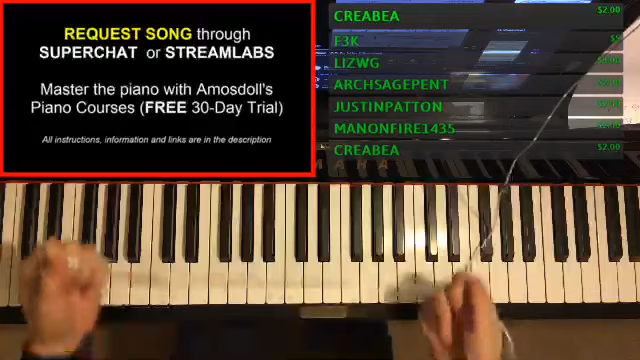 REQUEST SONG through
SUPERCHAT or STREAMLABS
Master the piano with Amosdoll's
Piano Courses (FREE 30-Day Trial)
All instructions, information and links are in the description
CREABEA $2.00
F3K $5
LIZWG
ARCHSAGEPENT
JUSTINPATTON
MANONFIRE1435
CREABEA $2.00